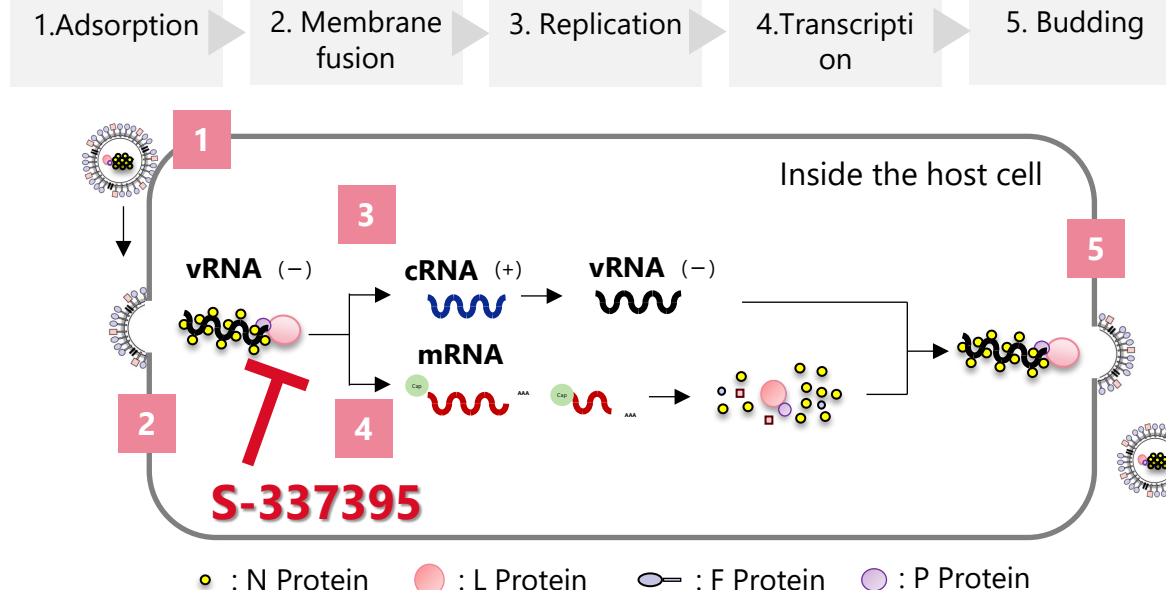 1.Adsorption
2. Membrane
fusion
3. Replication
4.Transcripti
on
5. Budding
1
Inside the host cell
3
5
vRNA (−)
cRNA (+)
vRNA (−)
mRNA
Cap
AAA
Cap
AAA
2
4
S-337395
: N Protein
: L Protein
: F Protein
: P Protein